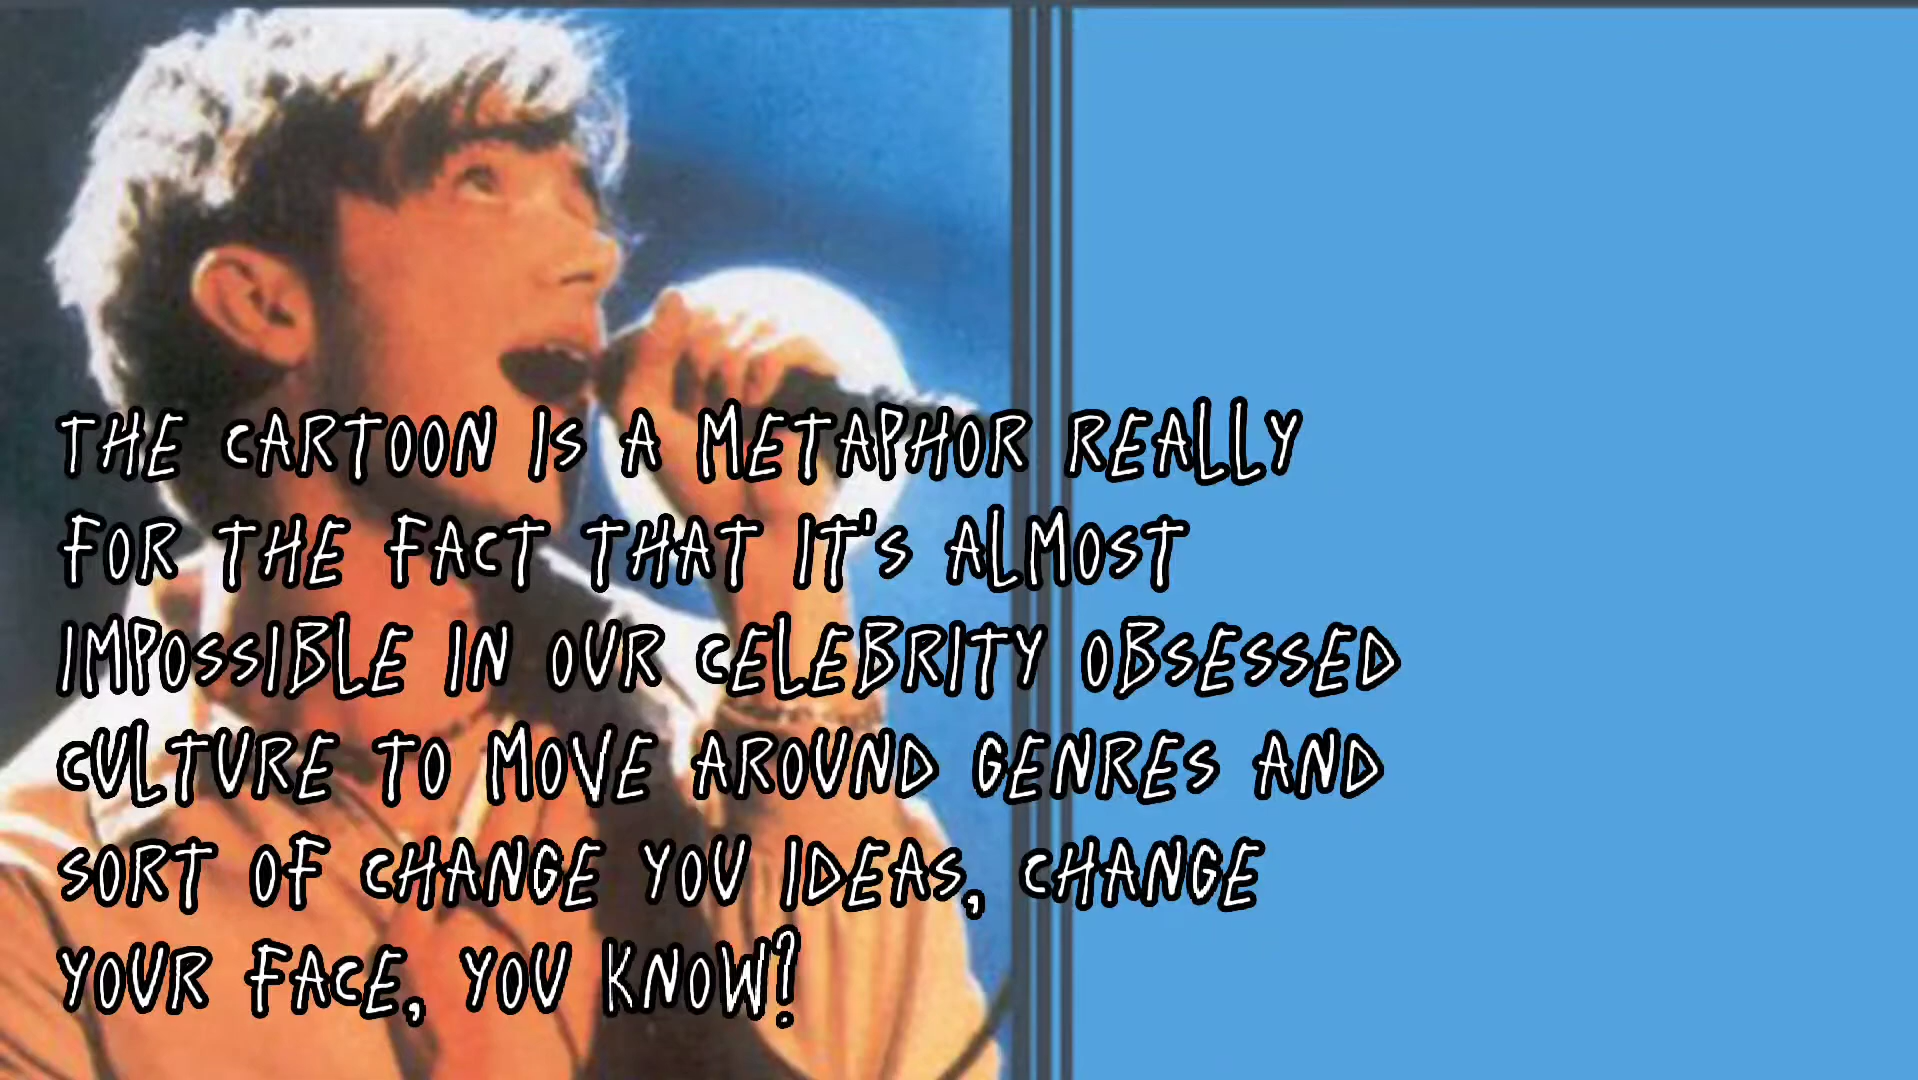 THE CARTOON IS A METAPHOR REALLY
FOR THE FACT THAT IT'S ALMOST
IMPOSSIBLE IN OUR CELEBRITY OBSESSED
CULTURE TO MOVE AROUND GENRES AND
SORT OF CHANGE YOU IDEAS, CHANGE
YOUR FACE, YOU KNOW?